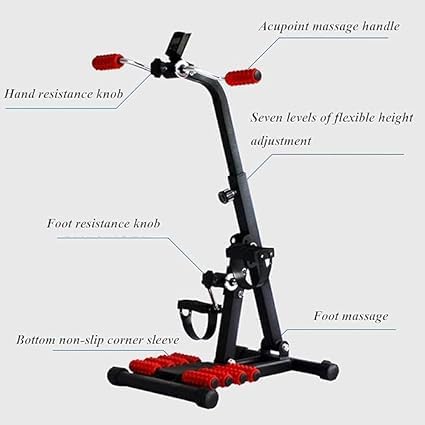 Acupoint massage handle
Hand resistance knob
Seven levels of flexible height
adjustment
Foot resistance knob
Foot massage
Bottom non-slip corner sleeve